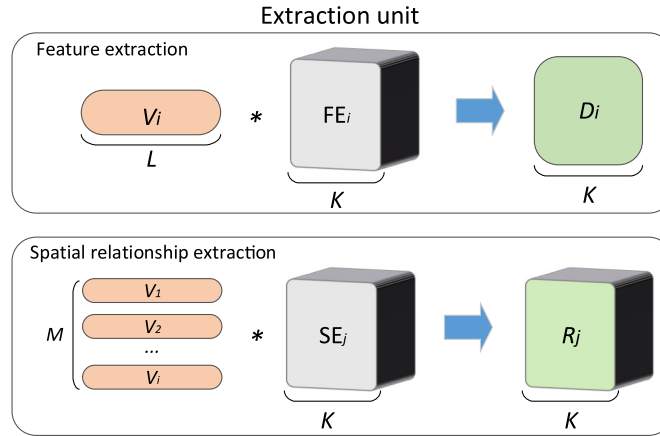 Extraction unit
Feature extraction
Vi * FEi Di
L K K
Spatial relationship extraction
M V1
V2
...
Vi
* SEj Rj
K K